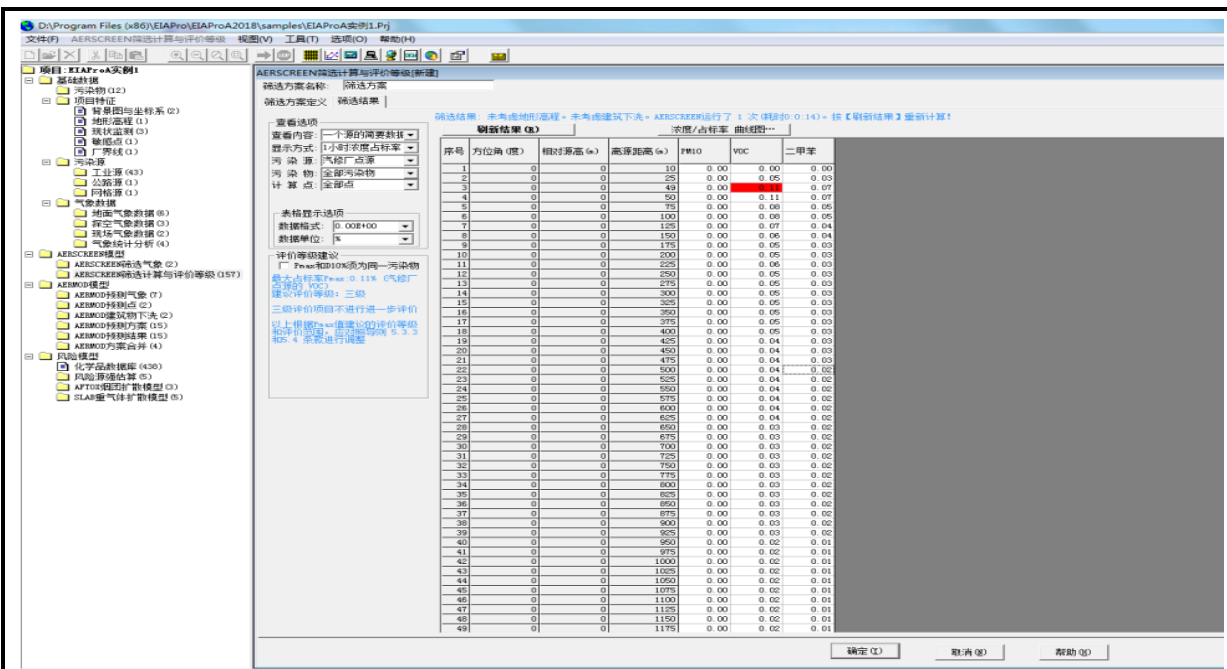 D:\Program Files (x86)\EIAPro\EIAProA2018\samples\EIAProA实例1.Prj
文件(F) AERSCREEN筛选计算与评价等级 视图(V) 工具(T) 选项(O) 帮助(H)
项目:EIAProA实例1
基础数据
污染物(12)
项目特征
背景图与坐标系(2)
地形高程(1)
现状监测(3)
敏感点(1)
厂界线(1)
污染源
工业源(43)
公路源(1)
网格源(1)
气象数据
地面气象数据(6)
探空气象数据(3)
现场气象数据(2)
气象统计分析(4)
AERSCREEN模型
AERSCREEN筛选气象(2)
AERSCREEN筛选计算与评价等级(157)
AERMOD模型
AERMOD预测气象(7)
AERMOD预测点(2)
AERMOD建筑物下洗(2)
AERMOD预测方案(15)
AERMOD预测结果(15)
AERMOD方案合并(4)
风险模型
化学品数据库(438)
风险源强估算(5)
AFTOX烟团扩散模型(3)
SLAB重气体扩散模型(5)
AERSCREEN筛选计算与评价等级[新建]
筛选方案名称: 筛选方案
筛选方案定义 筛选结果
查看选项
查看内容: 一个源的简要数据
显示方式: 1小时浓度占标率
污 染 源: 汽修厂点源
污 染 物: 全部污染物
计 算 点: 全部点
表格显示选项
数据格式: 0.00E+00
数据单位: %
评价等级建议
Pmax和D10%须为同一污染物
最大占标率Pmax:0.11% (汽修厂
点源的 VOC)
建议评价等级: 三级
三级评价项目不进行进一步评价
以上根据Pmax值建议的评价等级
和评价范围,应对照导则 5.3.3
和5.4 条款进行调整
筛选结果: 未考虑地形高程。未考虑建筑下洗。AERSCREEN运行了 1 次(耗时0:0:14)。按【刷新结果】重新计算!
刷新结果(R) 浓度/占标率 曲线图…
序号 方位角(度) 相对源高(m) 离源距离(m) PM10 VOC 二甲苯
1 0 0 10 0.00 0.00 0.00
2 0 0 25 0.00 0.05 0.03
3 0 0 49 0.00 0.11 0.07
4 0 0 50 0.00 0.11 0.07
5 0 0 75 0.00 0.08 0.05
6 0 0 100 0.00 0.08 0.05
7 0 0 125 0.00 0.07 0.04
8 0 0 150 0.00 0.06 0.04
9 0 0 175 0.00 0.05 0.03
10 0 0 200 0.00 0.05 0.03
11 0 0 225 0.00 0.06 0.03
12 0 0 250 0.00 0.05 0.03
13 0 0 275 0.00 0.05 0.03
14 0 0 300 0.00 0.05 0.03
15 0 0 325 0.00 0.05 0.03
16 0 0 350 0.00 0.05 0.03
17 0 0 375 0.00 0.05 0.03
18 0 0 400 0.00 0.05 0.03
19 0 0 425 0.00 0.04 0.03
20 0 0 450 0.00 0.04 0.03
21 0 0 475 0.00 0.04 0.03
22 0 0 500 0.00 0.04 0.02
23 0 0 525 0.00 0.04 0.02
24 0 0 550 0.00 0.04 0.02
25 0 0 575 0.00 0.04 0.02
26 0 0 600 0.00 0.04 0.02
27 0 0 625 0.00 0.04 0.02
28 0 0 650 0.00 0.03 0.02
29 0 0 675 0.00 0.03 0.02
30 0 0 700 0.00 0.03 0.02
31 0 0 725 0.00 0.03 0.02
32 0 0 750 0.00 0.03 0.02
33 0 0 775 0.00 0.03 0.02
34 0 0 800 0.00 0.03 0.02
35 0 0 825 0.00 0.03 0.02
36 0 0 850 0.00 0.03 0.02
37 0 0 875 0.00 0.03 0.02
38 0 0 900 0.00 0.03 0.02
39 0 0 925 0.00 0.03 0.02
40 0 0 950 0.00 0.02 0.01
41 0 0 975 0.00 0.02 0.01
42 0 0 1000 0.00 0.02 0.01
43 0 0 1025 0.00 0.02 0.01
44 0 0 1050 0.00 0.02 0.01
45 0 0 1075 0.00 0.02 0.01
46 0 0 1100 0.00 0.02 0.01
47 0 0 1125 0.00 0.02 0.01
48 0 0 1150 0.00 0.02 0.01
49 0 0 1175 0.00 0.02 0.01
确定(Y) 取消(N) 帮助(H)